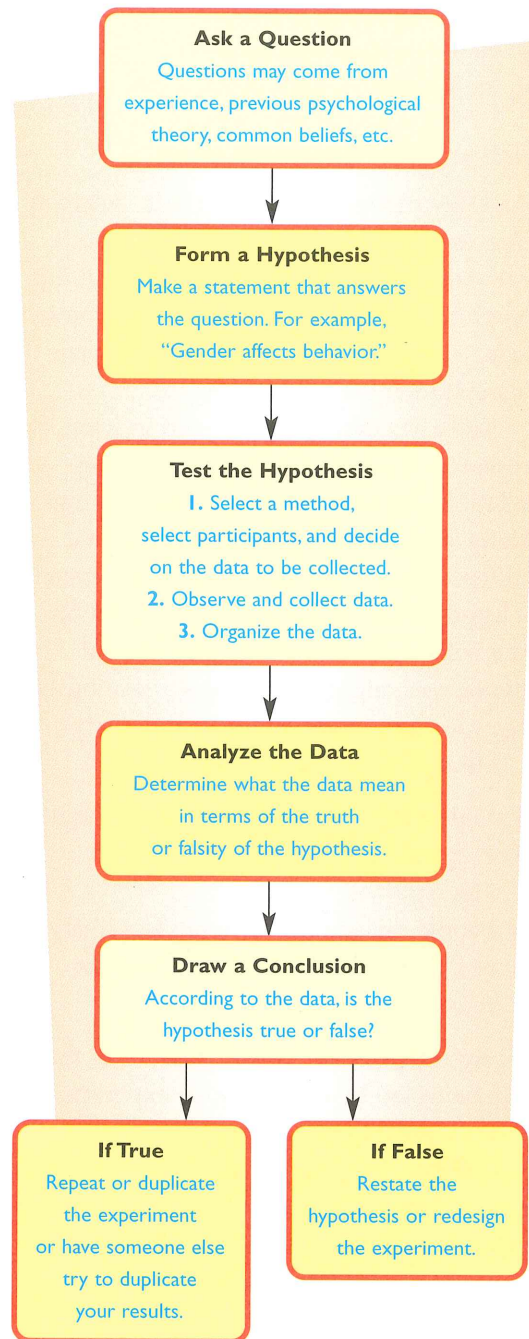 Ask a Question
Questions may come from
experience, previous psychological
theory, common beliefs, etc.
Form a Hypothesis
Make a statement that answers
the question. For example,
“Gender affects behavior.”
Test the Hypothesis
1. Select a method,
select participants, and decide
on the data to be collected.
2. Observe and collect data.
3. Organize the data.
Analyze the Data
Determine what the data mean
in terms of the truth
or falsity of the hypothesis.
Draw a Conclusion
According to the data, is the
hypothesis true or false?
If True
Repeat or duplicate
the experiment
or have someone else
try to duplicate
your results.
If False
Restate the
hypothesis or redesign
the experiment.